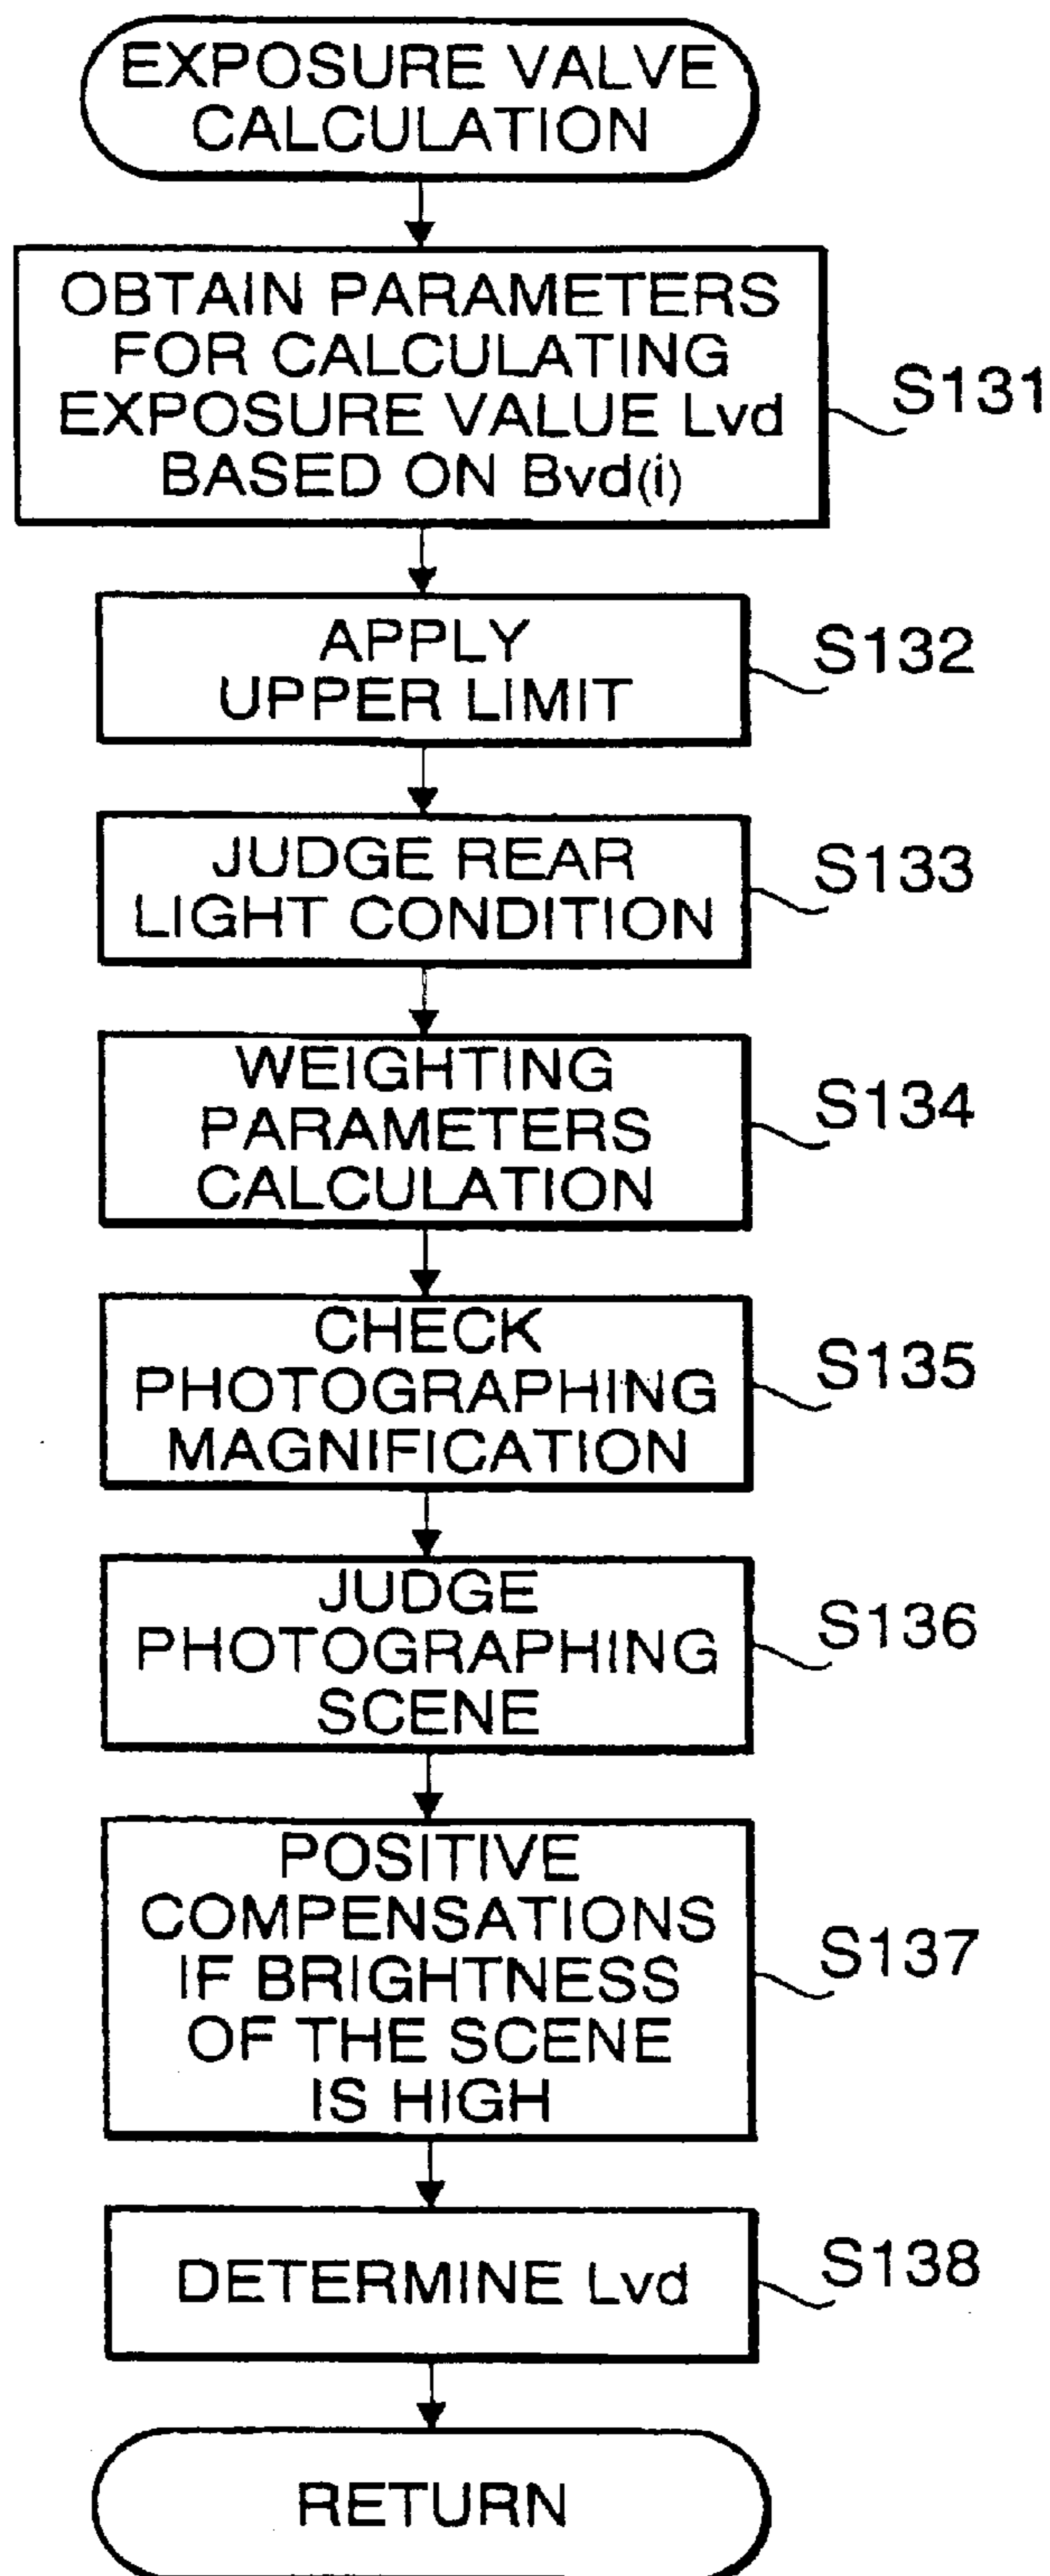 EXPOSURE VALVE
CALCULATION
OBTAIN PARAMETERS
FOR CALCULATING
EXPOSURE VALUE Lvd
BASED ON Bvd(i)
S131
APPLY
UPPER LIMIT
S132
JUDGE REAR
LIGHT CONDITION
S133
WEIGHTING
PARAMETERS
CALCULATION
S134
CHECK
PHOTOGRAPHING
MAGNIFICATION
S135
JUDGE
PHOTOGRAPHING
SCENE
S136
POSITIVE
COMPENSATIONS
IF BRIGHTNESS
OF THE SCENE
IS HIGH
S137
DETERMINE Lvd
S138
RETURN